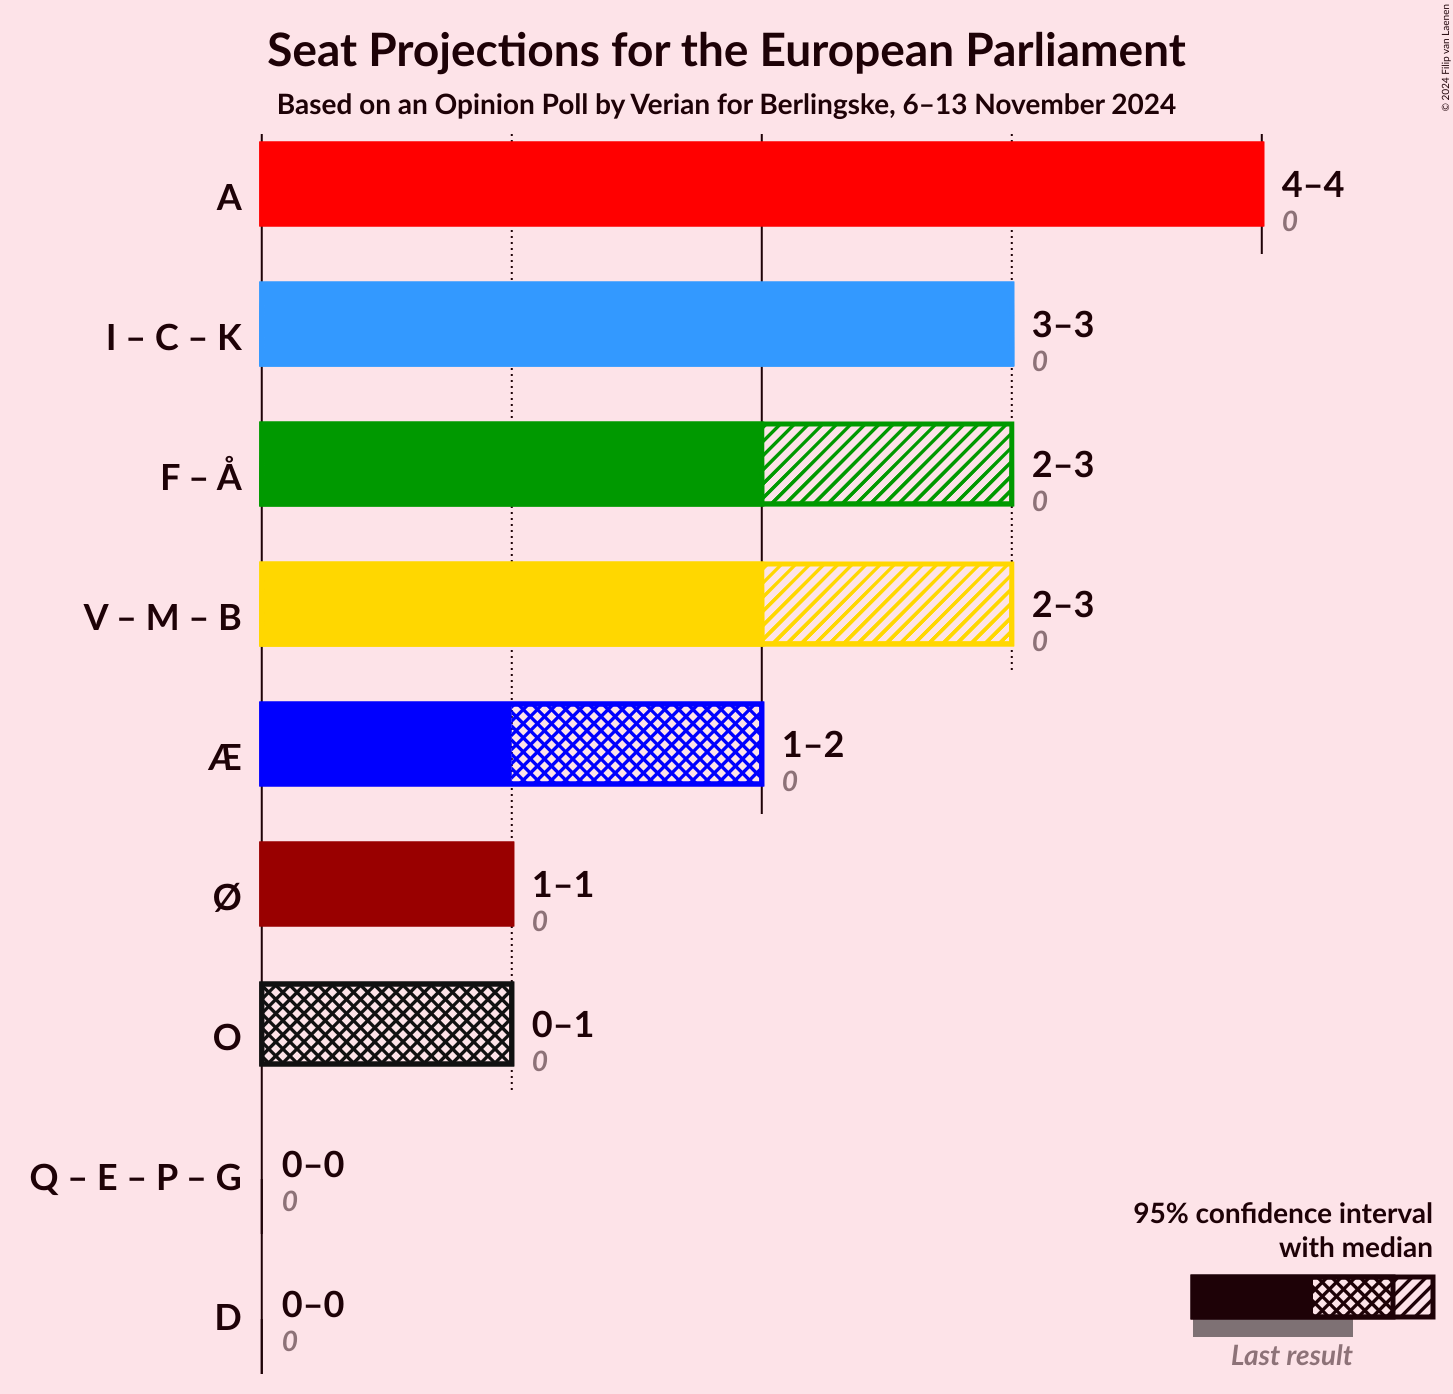 Seat Projections for the European Parliament
Based on an Opinion Poll by Verian for Berlingske, 6–13 November 2024
© 2024 Filip van Laenen
A
4–4
0
I – C – K
3–3
0
F – Å
2–3
0
V – M – B
2–3
0
Æ
1–2
0
Ø
1–1
0
O
0–1
0
Q – E – P – G
0–0
0
D
0–0
0
95% confidence interval
with median
Last result